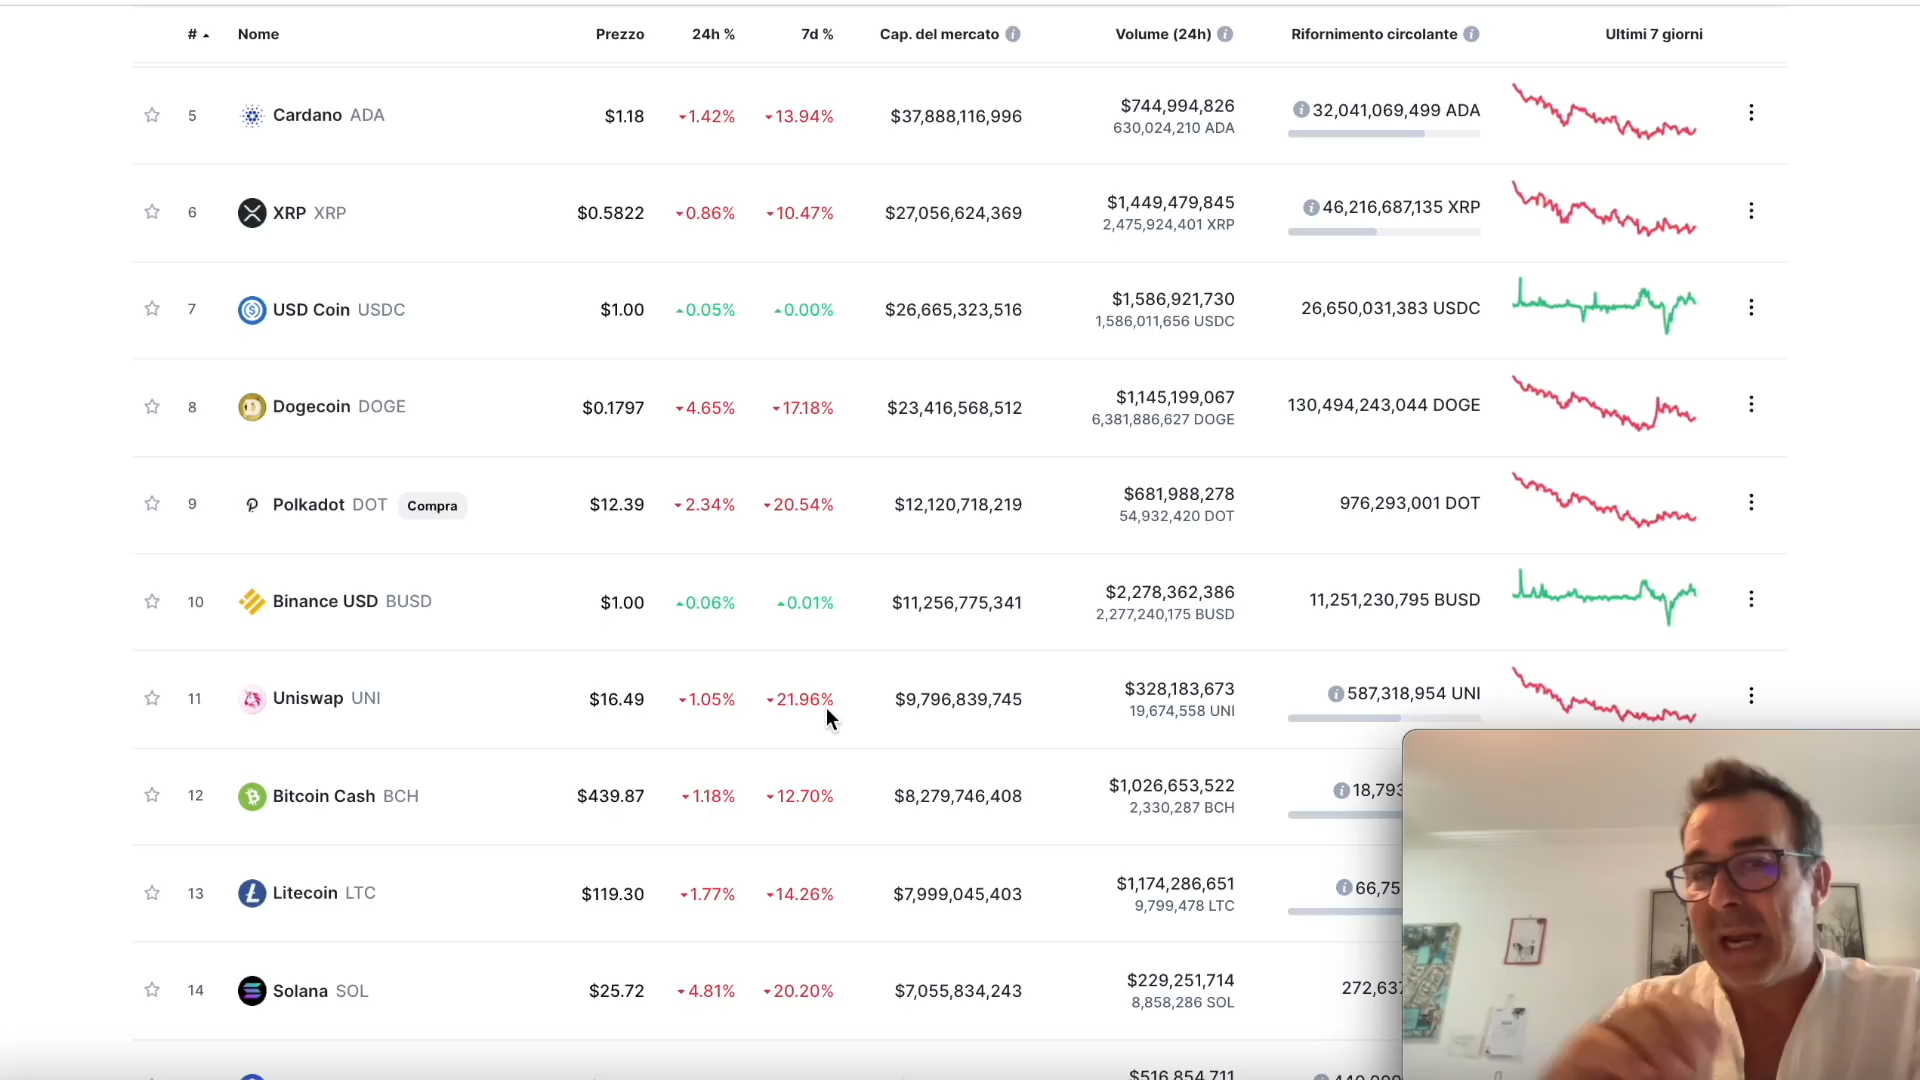 # Nome Prezzo 24h % 7d % Cap. del mercato Volume (24h) Rifornimento circolante Ultimi 7 giorni
5 Cardano ADA $1.18 1.42% 13.94% $37,888,116,996 $744,994,826 32,041,069,499 ADA
630,024,210 ADA
6 XRP XRP $0.5822 0.86% 10.47% $27,056,624,369 $1,449,479,845 46,216,687,135 XRP
2,475,924,401 XRP
7 USD Coin USDC $1.00 0.05% 0.00% $26,665,323,516 $1,586,921,730 26,650,031,383 USDC
1,586,011,656 USDC
8 Dogecoin DOGE $0.1797 4.65% 17.18% $23,416,568,512 $1,145,199,067 130,494,243,044 DOGE
6,381,886,627 DOGE
9 Polkadot DOT Compra $12.39 2.34% 20.54% $12,120,718,219 $681,988,278 976,293,001 DOT
54,932,420 DOT
10 Binance USD BUSD $1.00 0.06% 0.01% $11,256,775,341 $2,278,362,386 11,251,230,795 BUSD
2,277,240,175 BUSD
11 Uniswap UNI $16.49 1.05% 21.96% $9,796,839,745 $328,183,673 587,318,954 UNI
19,674,558 UNI
12 Bitcoin Cash BCH $439.87 1.18% 12.70% $8,279,746,408 $1,026,653,522 18,793
2,330,287 BCH
13 Litecoin LTC $119.30 1.77% 14.26% $7,999,045,403 $1,174,286,651 66,75
9,799,478 LTC
14 Solana SOL $25.72 4.81% 20.20% $7,055,834,243 $229,251,714 272,637
8,858,286 SOL
$516,854,711